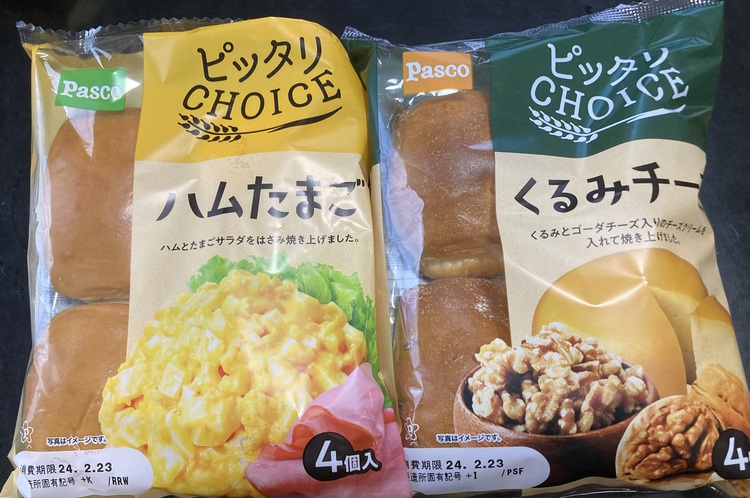 Pasco
ピッタリ
CHOICE
ハムたまご
ハムとたまごサラダをはさみ焼き上げました。
写真はイメージです。
4個入
消費期限 24. 2.23
製造所固有記号 +K /RRW
Pasco
ピッタリ
CHOICE
くるみチー
くるみとゴーダチーズ入りのチーズクリームを
入れて焼き上げました。
写真はイメージです。
4
消費期限 24. 2.23
造所固有記号 +I /PSF